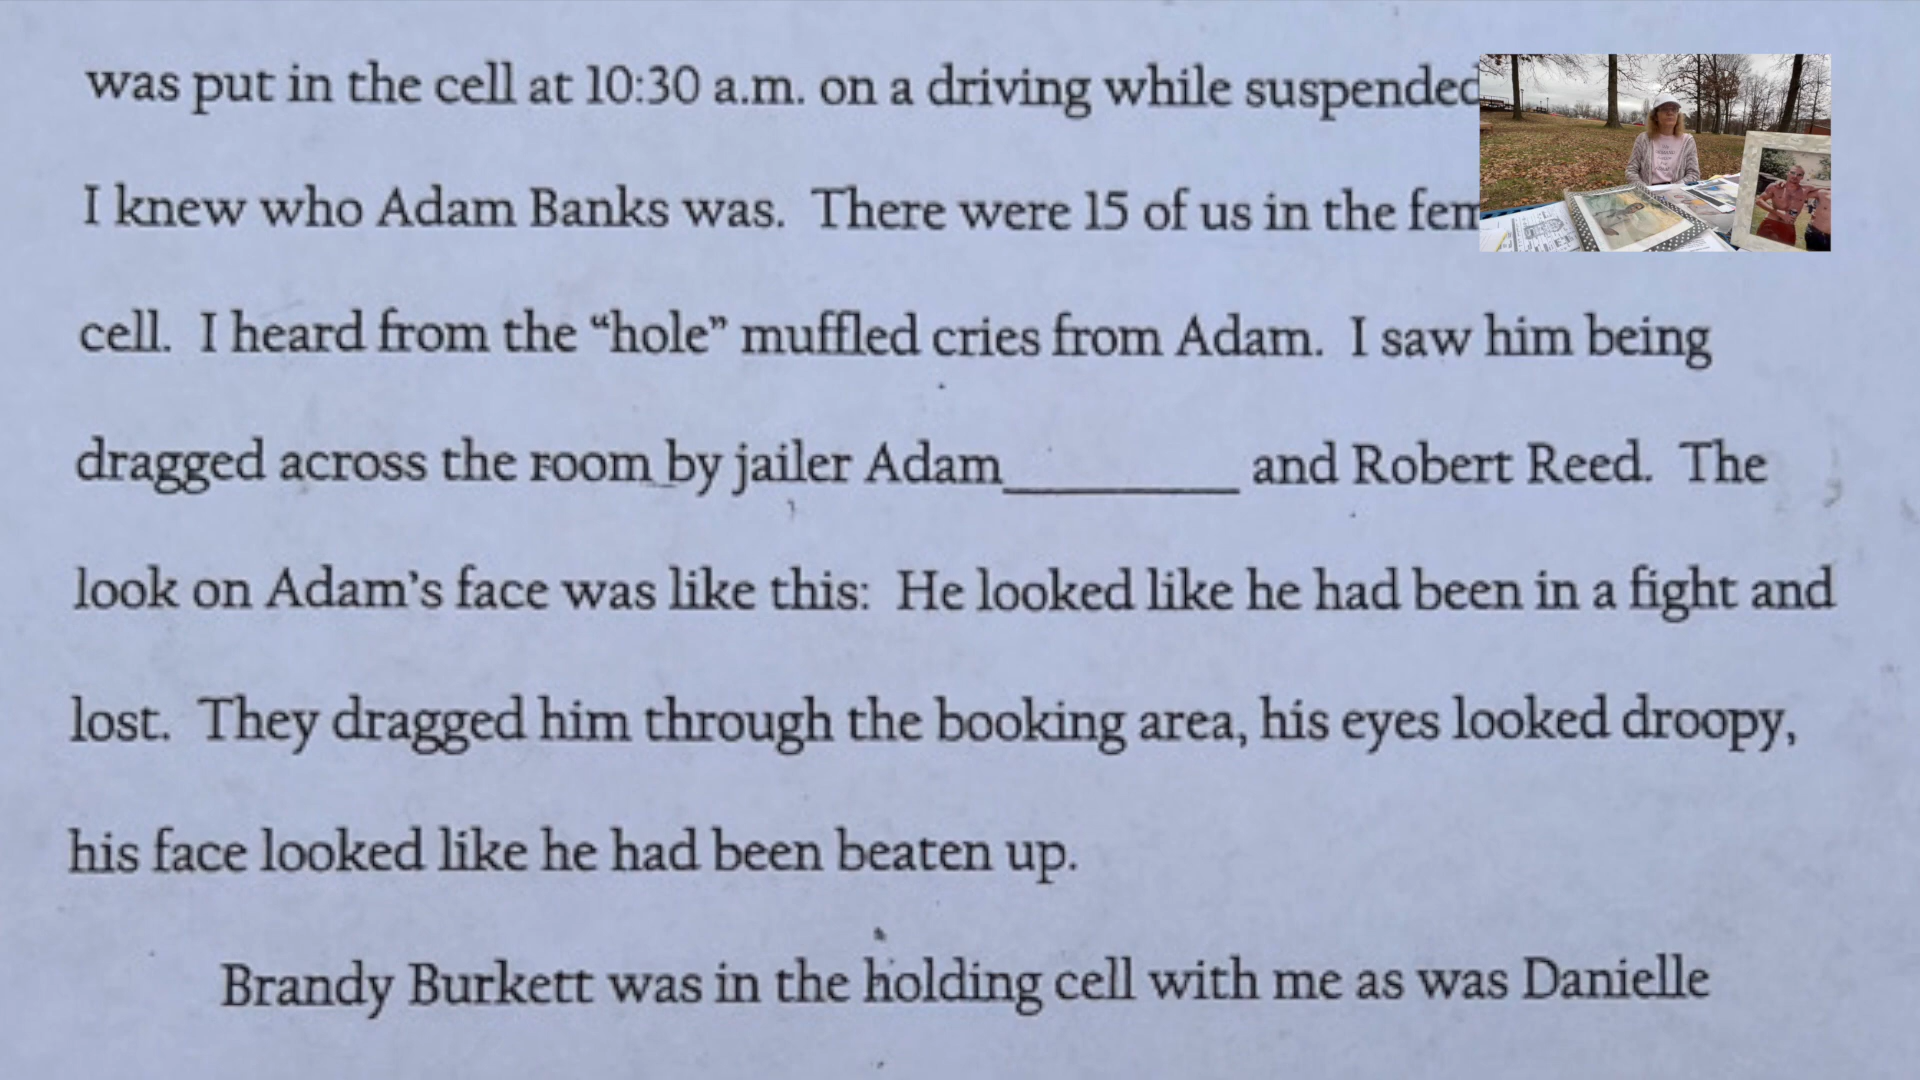 was put in the cell at 10:30 a.m. on a driving while suspended
I knew who Adam Banks was. There were 15 of us in the fem
cell. I heard from the “hole” muffled cries from Adam. I saw him being
dragged across the room by jailer Adam_________ and Robert Reed. The
look on Adam’s face was like this: He looked like he had been in a fight and
lost. They dragged him through the booking area, his eyes looked droopy,
his face looked like he had been beaten up.
Brandy Burkett was in the holding cell with me as was Danielle